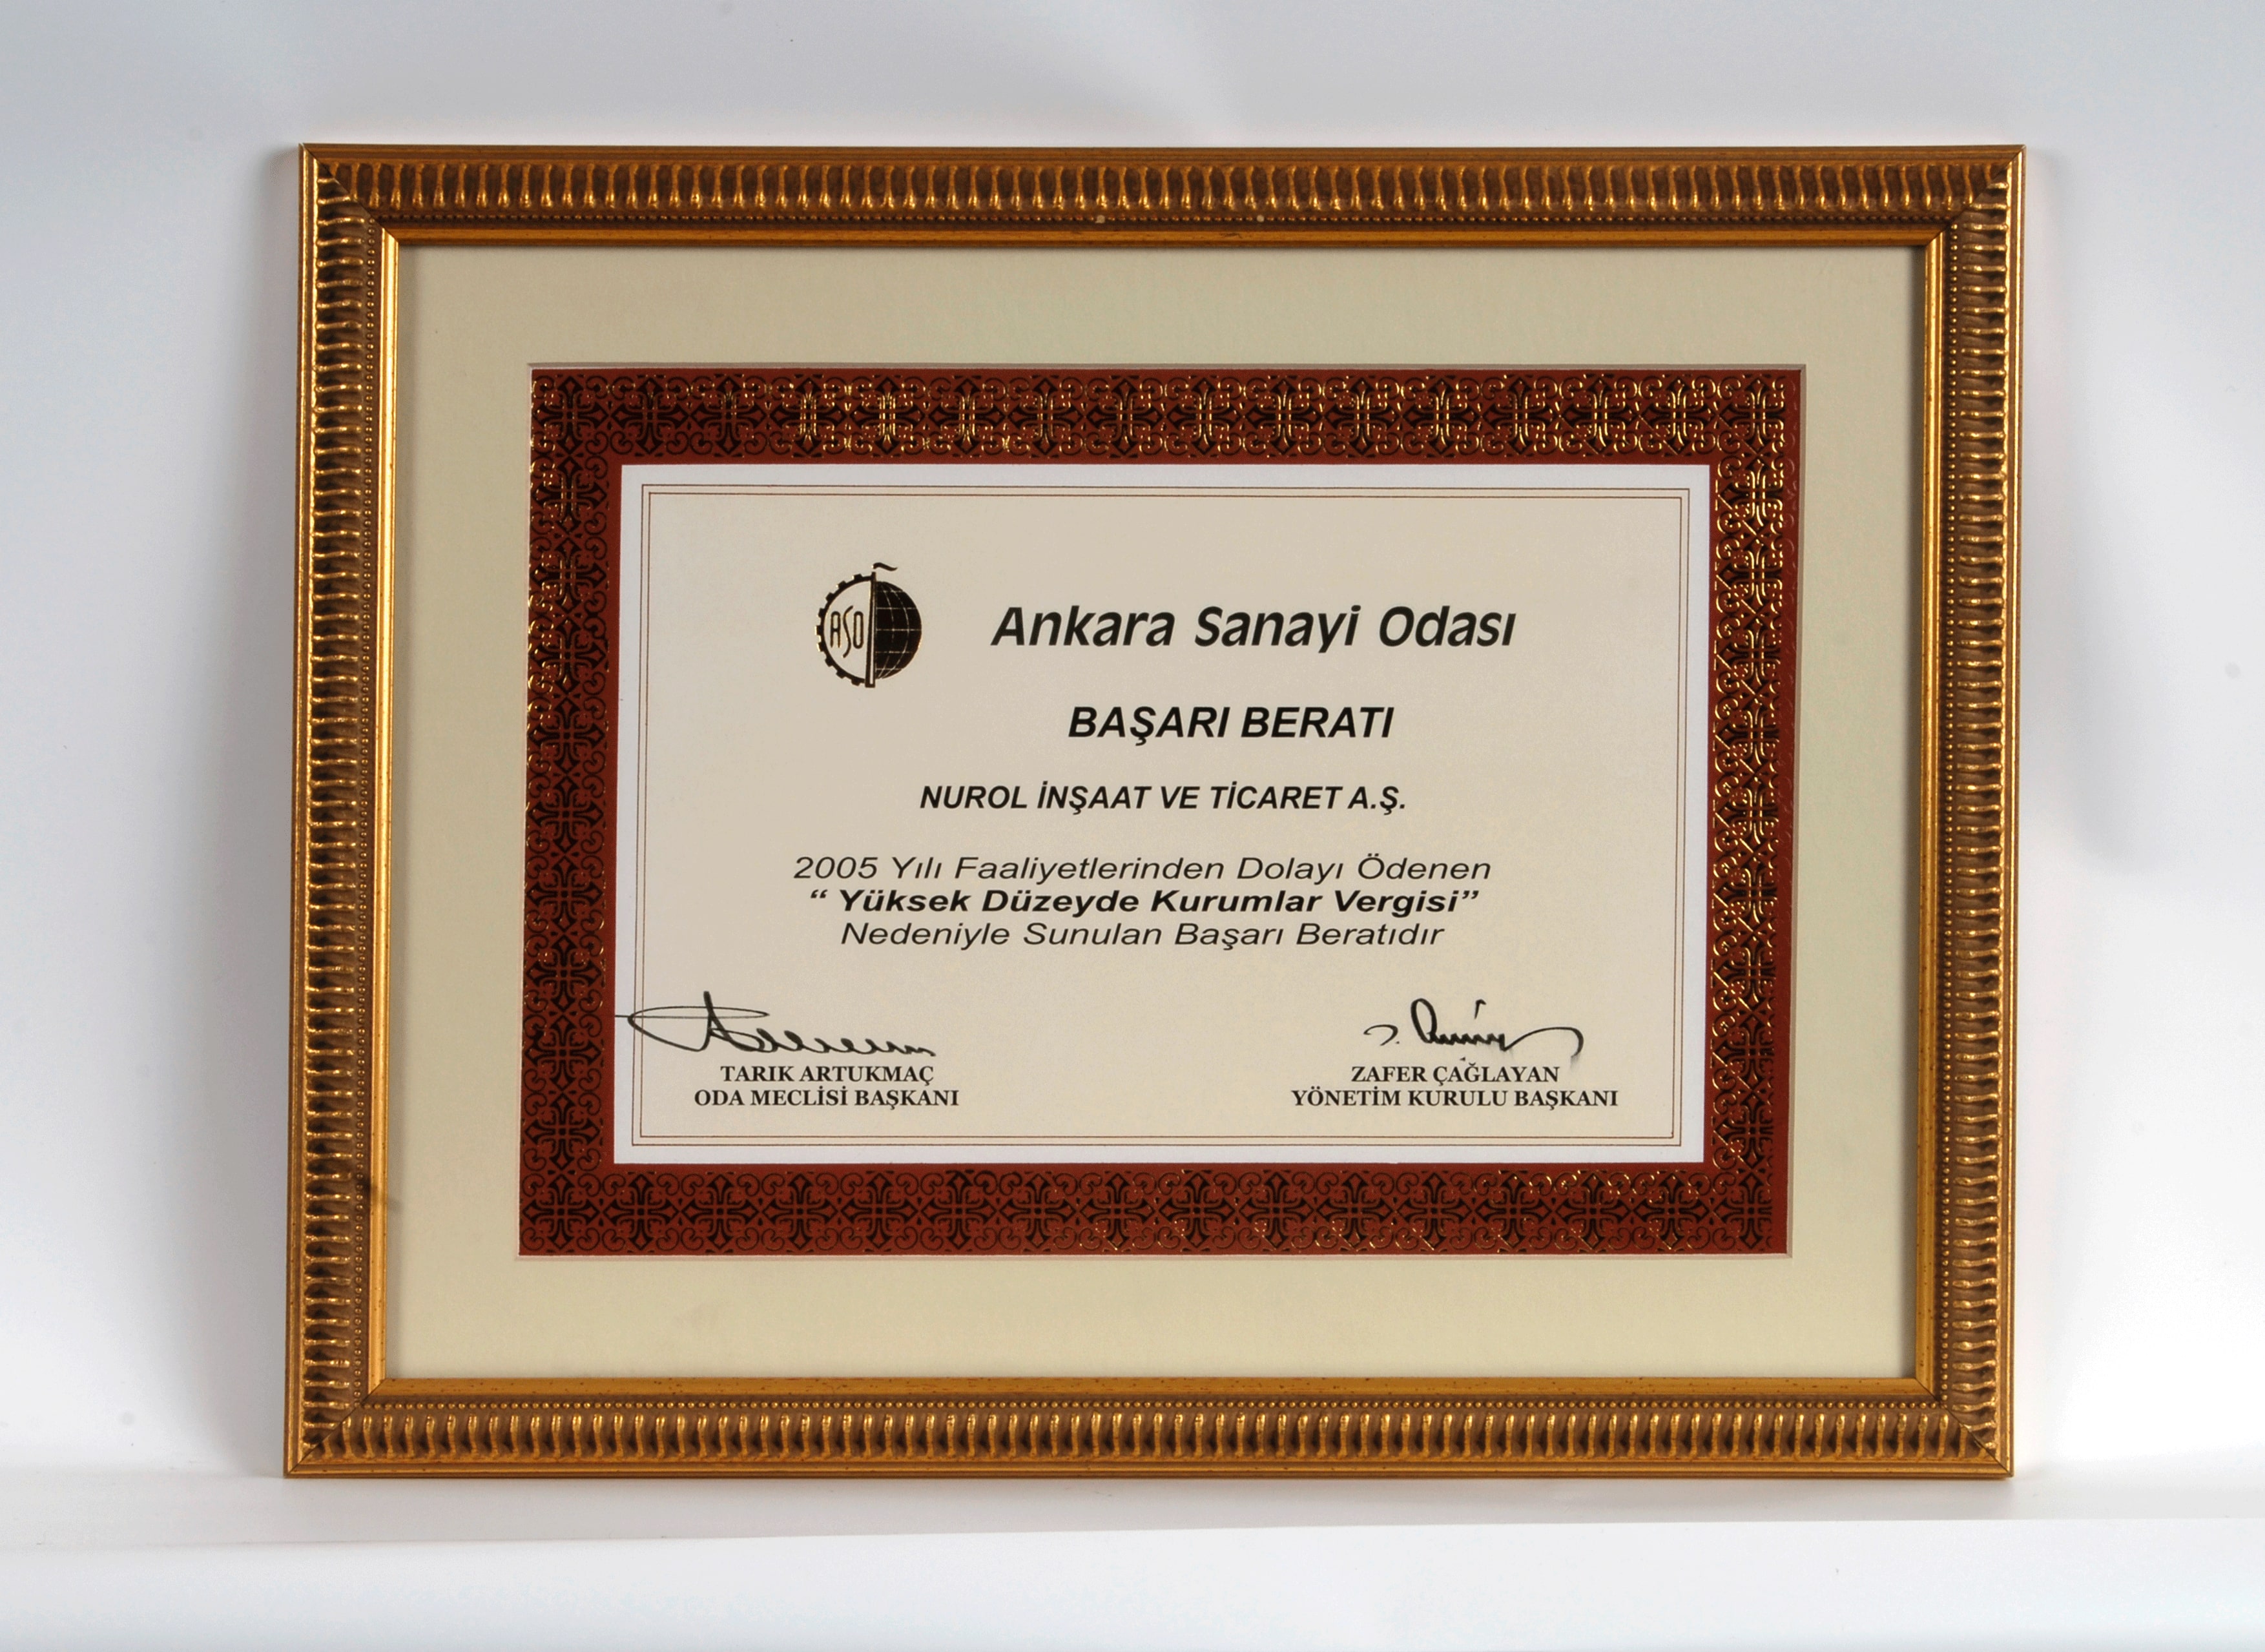 ASO
Ankara Sanayi Odası
BAŞARI BERATI
NUROL İNŞAAT VE TİCARET A.Ş.
2005 Yılı Faaliyetlerinden Dolayı Ödenen
“ Yüksek Düzeyde Kurumlar Vergisi”
Nedeniyle Sunulan Başarı Beratıdır
TARIK ARTUKMAÇ
ODA MECLİSİ BAŞKANI
ZAFER ÇAĞLAYAN
YÖNETİM KURULU BAŞKANI